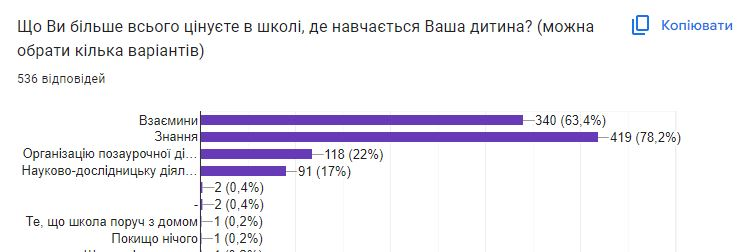 Що Ви більше всього цінуєте в школі, де навчається Ваша дитина? (можна
обрати кілька варіантів)
Копіювати
536 відповідей
Взаємини 340 (63,4%)
Знання 419 (78,2%)
Організацію позаурочної ді… 118 (22%)
Науково-дослідницьку діял… 91 (17%)
2 (0,4%)
- 2 (0,4%)
Те, що школа поруч з домом 1 (0,2%)
Покищо нічого 1 (0,2%)